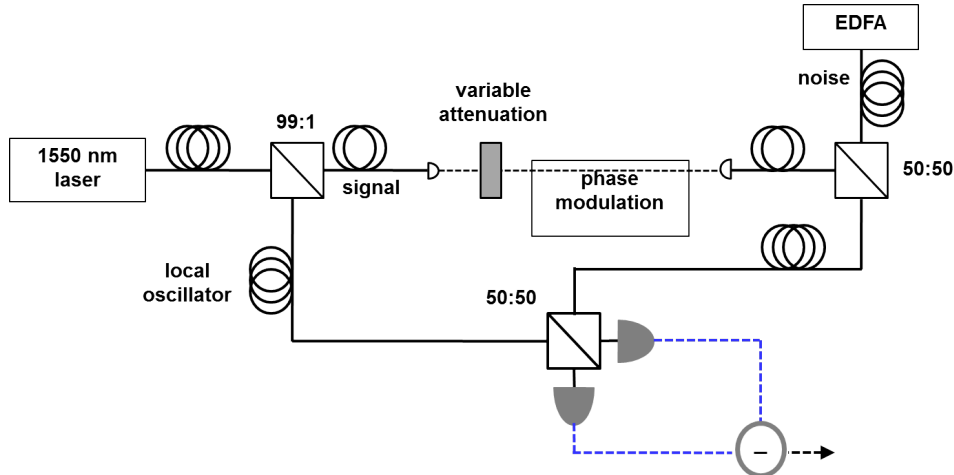 EDFA
noise
variable
attenuation
99:1
1550 nm
laser
signal
phase
modulation
50:50
local
oscillator
50:50
–